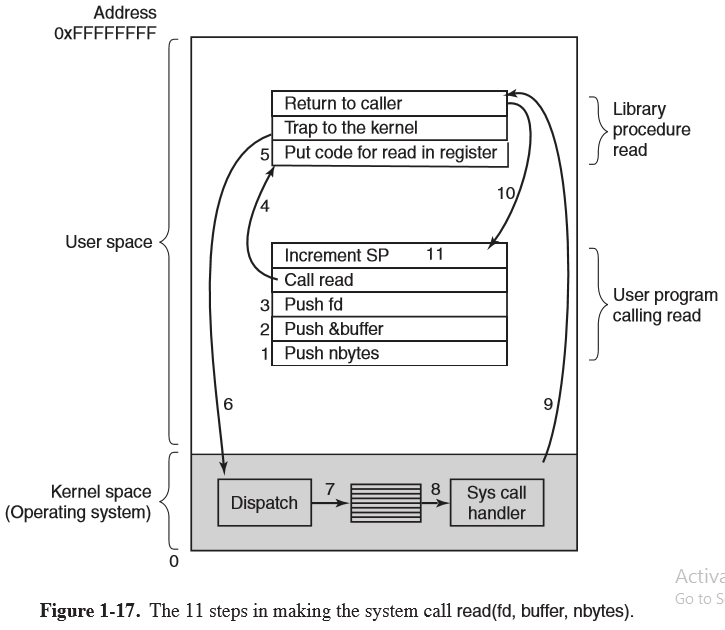 Address
0xFFFFFFFF
Return to caller
Trap to the kernel
5 Put code for read in register
Library
procedure
read
4
10
User space
Increment SP 11
Call read
3 Push fd
2 Push &buffer
1 Push nbytes
User program
calling read
6
9
Kernel space
(Operating system)
Dispatch
7
8
Sys call
handler
0
Activa
Go to S
Figure 1-17. The 11 steps in making the system call read(fd, buffer, nbytes).